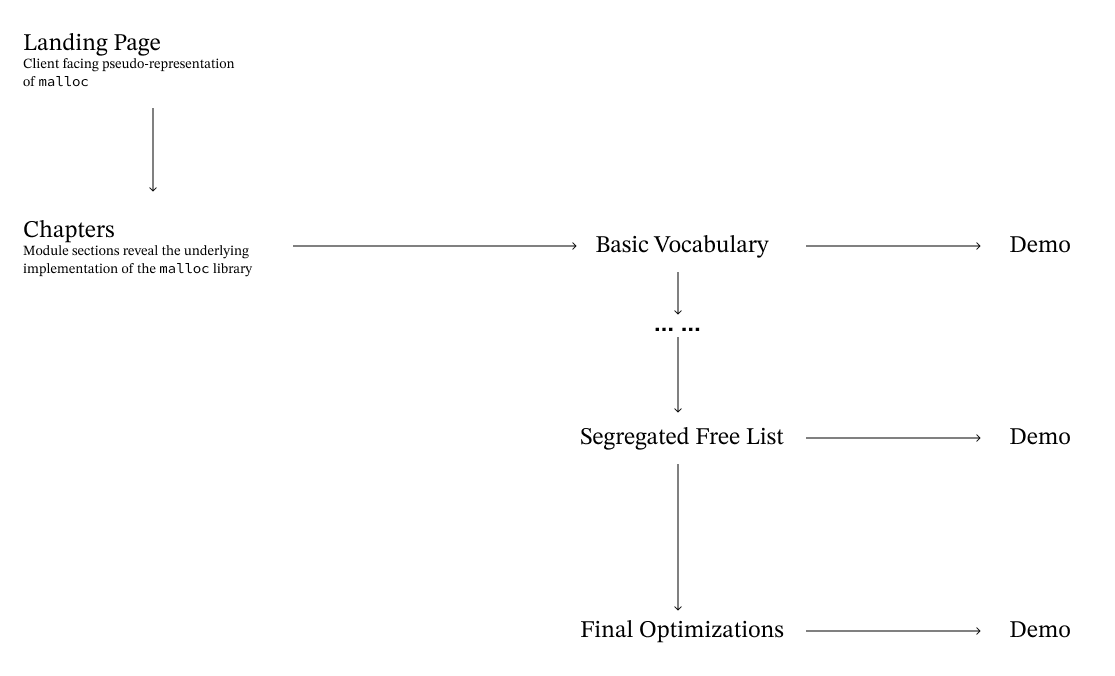 Landing Page
Client facing pseudo-representation
of malloc
Chapters
Module sections reveal the underlying
implementation of the malloc library
Basic Vocabulary
Demo
... ...
Segregated Free List
Demo
Final Optimizations
Demo